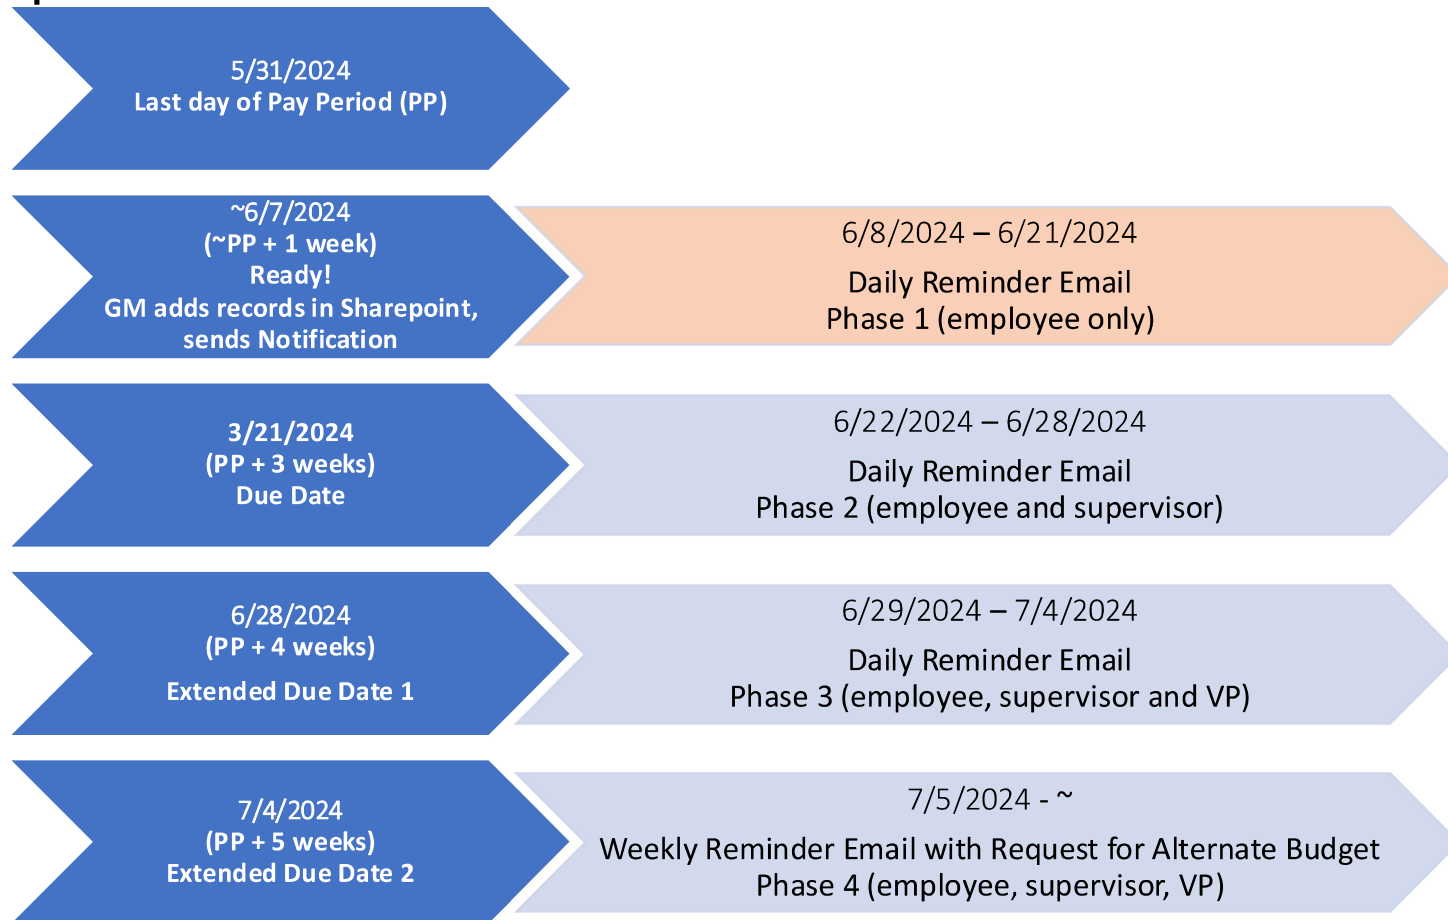 5/31/2024
Last day of Pay Period (PP)
~6/7/2024
(~PP + 1 week)
Ready!
GM adds records in Sharepoint,
sends Notification
6/8/2024 – 6/21/2024
Daily Reminder Email
Phase 1 (employee only)
3/21/2024
(PP + 3 weeks)
Due Date
6/22/2024 – 6/28/2024
Daily Reminder Email
Phase 2 (employee and supervisor)
6/28/2024
(PP + 4 weeks)
Extended Due Date 1
6/29/2024 – 7/4/2024
Daily Reminder Email
Phase 3 (employee, supervisor and VP)
7/4/2024
(PP + 5 weeks)
Extended Due Date 2
7/5/2024 - ~
Weekly Reminder Email with Request for Alternate Budget
Phase 4 (employee, supervisor, VP)